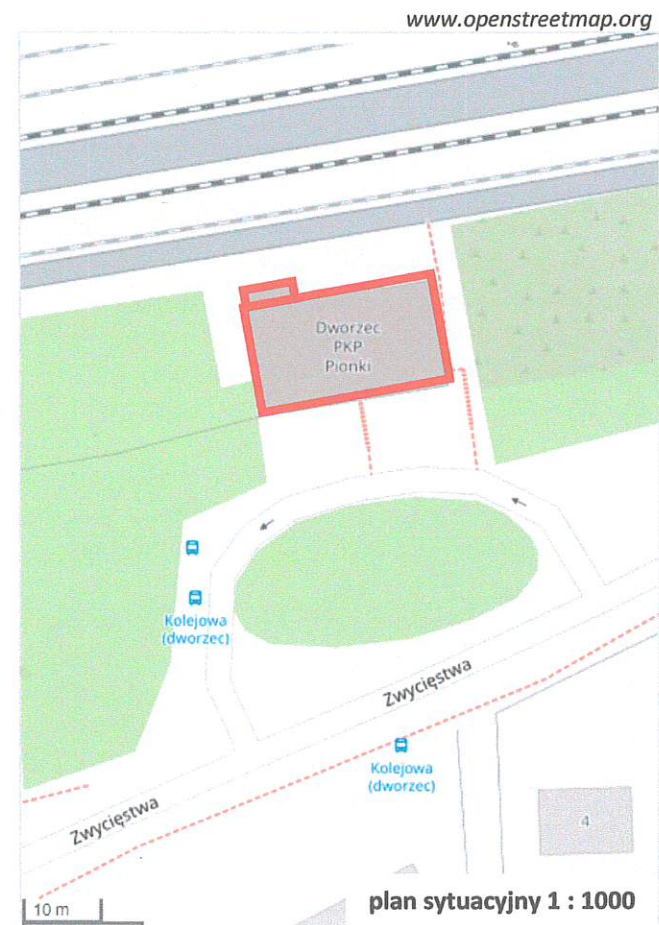 www.openstreetmap.org
Dworzec
PKP
Pionki
Kolejowa
(dworzec)
Zwycięstwa
Kolejowa
(dworzec)
Zwycięstwa
4
10 m
plan sytuacyjny 1 : 1000